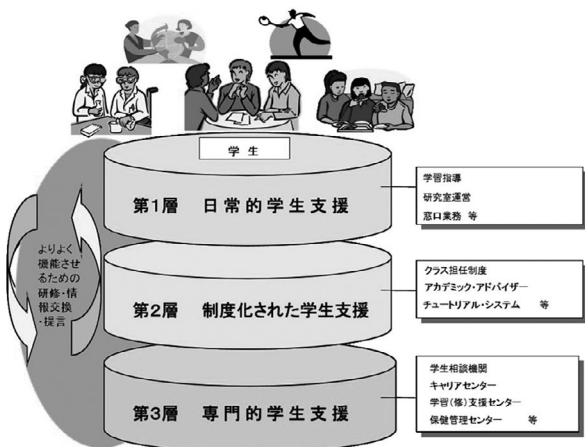 学生
第1層 日常的学生支援
学習指導
研究室運営
窓口業務 等
よりよく
機能させ
るための
研修・情
報交換
・提言
第2層 制度化された学生支援
クラス担任制度
アカデミック・アドバイザー
チュートリアル・システム 等
第3層 専門的学生支援
学生相談機関
キャリアセンター
学習(修)支援センター
保健管理センター 等